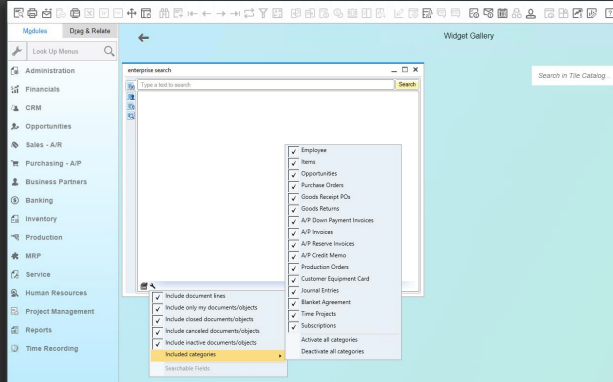 Modules
Drag & Relate
Widget Gallery
Look Up Menus
Search in Tile Catalog...
Administration
Financials
CRM
Opportunities
Sales - A/R
Purchasing - A/P
Business Partners
Banking
Inventory
Production
MRP
Service
Human Resources
Project Management
Reports
Time Recording
enterprise search
Type a text to search
Search
Include document lines
Include only my documents/objects
Include closed documents/objects
Include canceled documents/objects
Include inactive documents/objects
Included categories
Searchable Fields
Employee
Items
Opportunities
Purchase Orders
Goods Receipt POs
Goods Returns
A/P Down Payment Invoices
A/P Invoices
A/P Reserve Invoices
A/P Credit Memo
Production Orders
Customer Equipment Card
Journal Entries
Blanket Agreement
Time Projects
Subscriptions
Activate all categories
Deactivate all categories